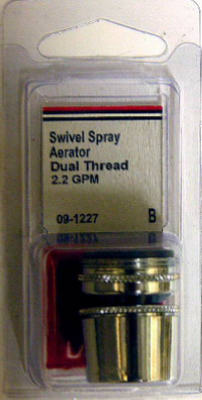 Swivel Spray
Aerator
Dual Thread
2.2 GPM
09-1227 B